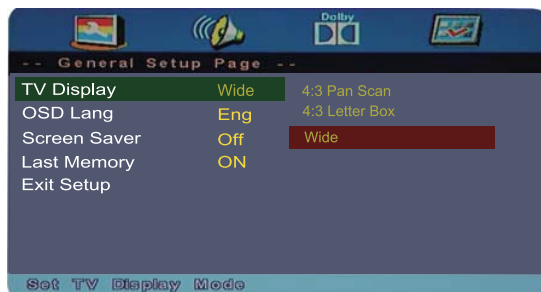 Dolby
-- General Setup Page --
TV Display Wide 4:3 Pan Scan
OSD Lang Eng 4:3 Letter Box
Screen Saver Off Wide
Last Memory ON
Exit Setup
Set TV Display Mode